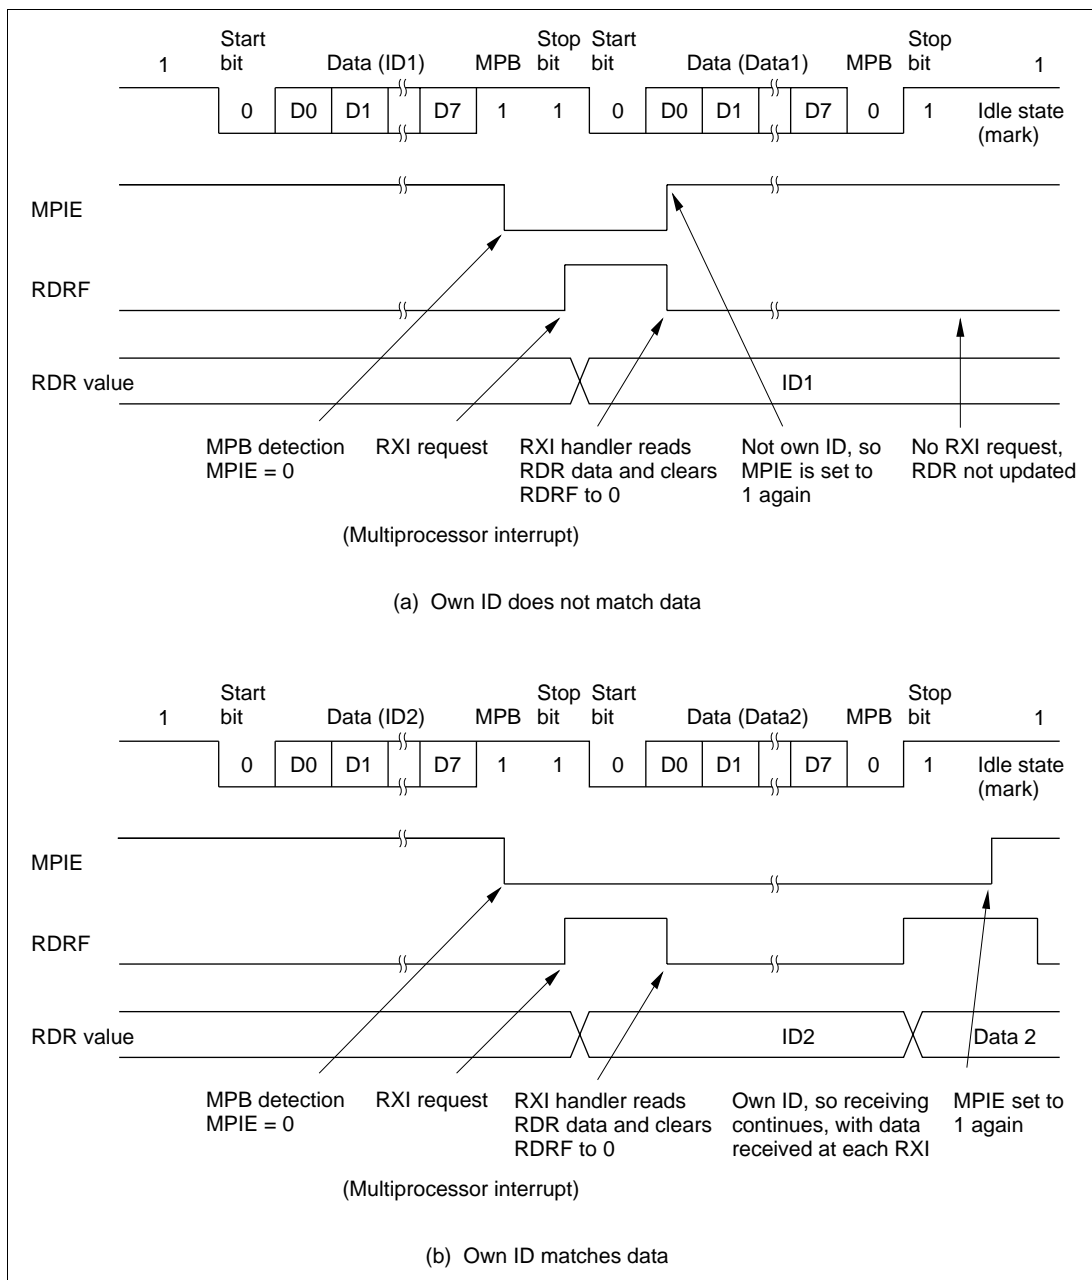 Start bit
Data (ID1)
MPB
Stop bit
Start bit
Data (Data1)
MPB
Stop bit
1
1
0 D0 D1 D7 1 1 0 D0 D1 D7 0 1 Idle state (mark)
MPIE
RDRF
RDR value
ID1
MPB detection
MPIE = 0
RXI request
RXI handler reads
RDR data and clears
RDRF to 0
Not own ID, so
MPIE is set to
1 again
No RXI request,
RDR not updated
(Multiprocessor interrupt)
(a) Own ID does not match data
Start bit
Data (ID2)
MPB
Stop bit
Start bit
Data (Data2)
MPB
Stop bit
1
1
0 D0 D1 D7 1 1 0 D0 D1 D7 0 1 Idle state (mark)
MPIE
RDRF
RDR value
ID2
Data 2
MPB detection
MPIE = 0
RXI request
RXI handler reads
RDR data and clears
RDRF to 0
Own ID, so receiving
continues, with data
received at each RXI
MPIE set to
1 again
(Multiprocessor interrupt)
(b) Own ID matches data